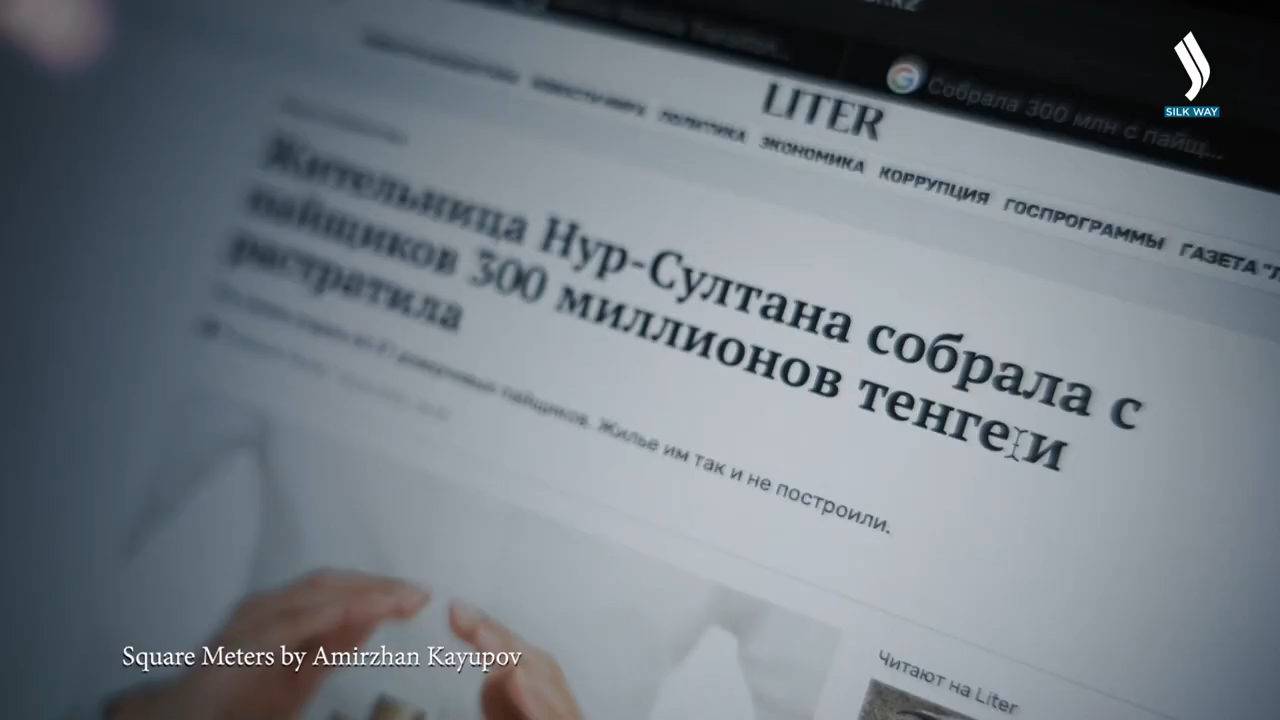 SILK WAY
Собрала 300 млн с пайщ...
LITER
ПОЛИТИКА ЭКОНОМИКА КОРРУПЦИЯ ГОСПРОГРАММЫ ГАЗЕТА "Л
Жительница Нур-Султана собрала с
пайщиков 300 миллионов тенге и
растратила
пайщиков. Жилье им так и не построили.
Читают на Liter
Square Meters by Amirzhan Kayupov